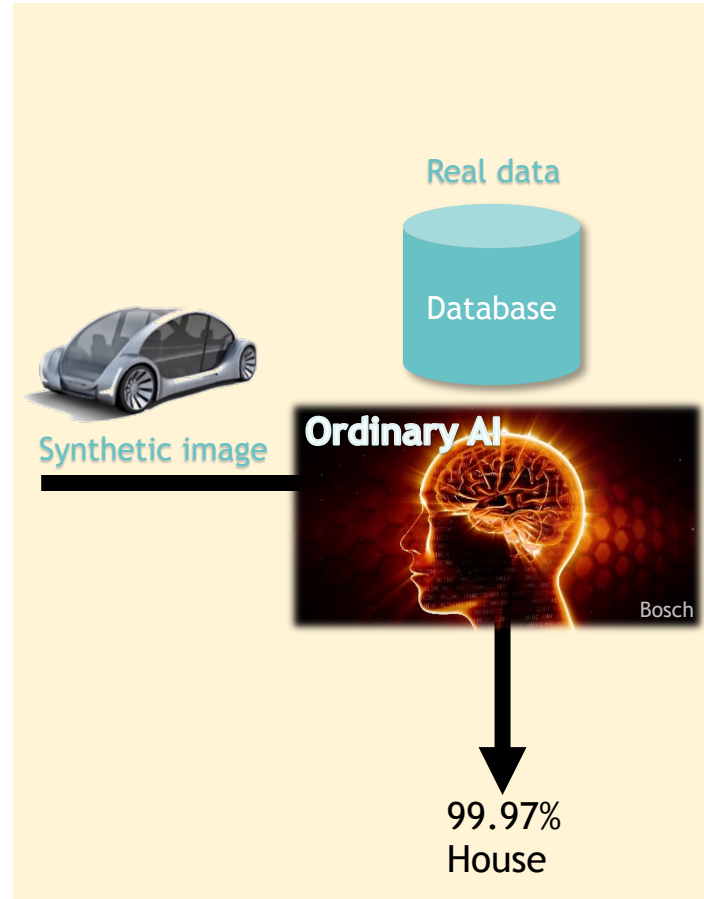 Real data
Database
Synthetic image
Ordinary AI
Bosch
99.97%
House